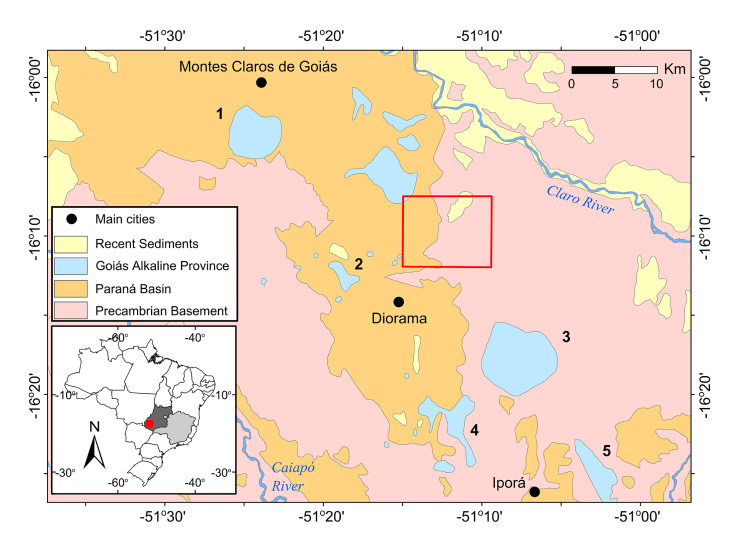 -51°30' -51°20' -51°10' -51°00'
-16°00' -16°00'
Montes Claros de Goiás
Km
0 5 10
1
Claro River
-16°10' -16°10'
Main cities
Recent Sediments
Goiás Alkaline Province
Paraná Basin
Precambrian Basement
2
Diorama
3
-60° -40°
-10° -10°
N
-30° -30°
-60° -40°
-16°20' -16°20'
4
5
Caiapó
River
Iporá
-51°30' -51°20' -51°10' -51°00'